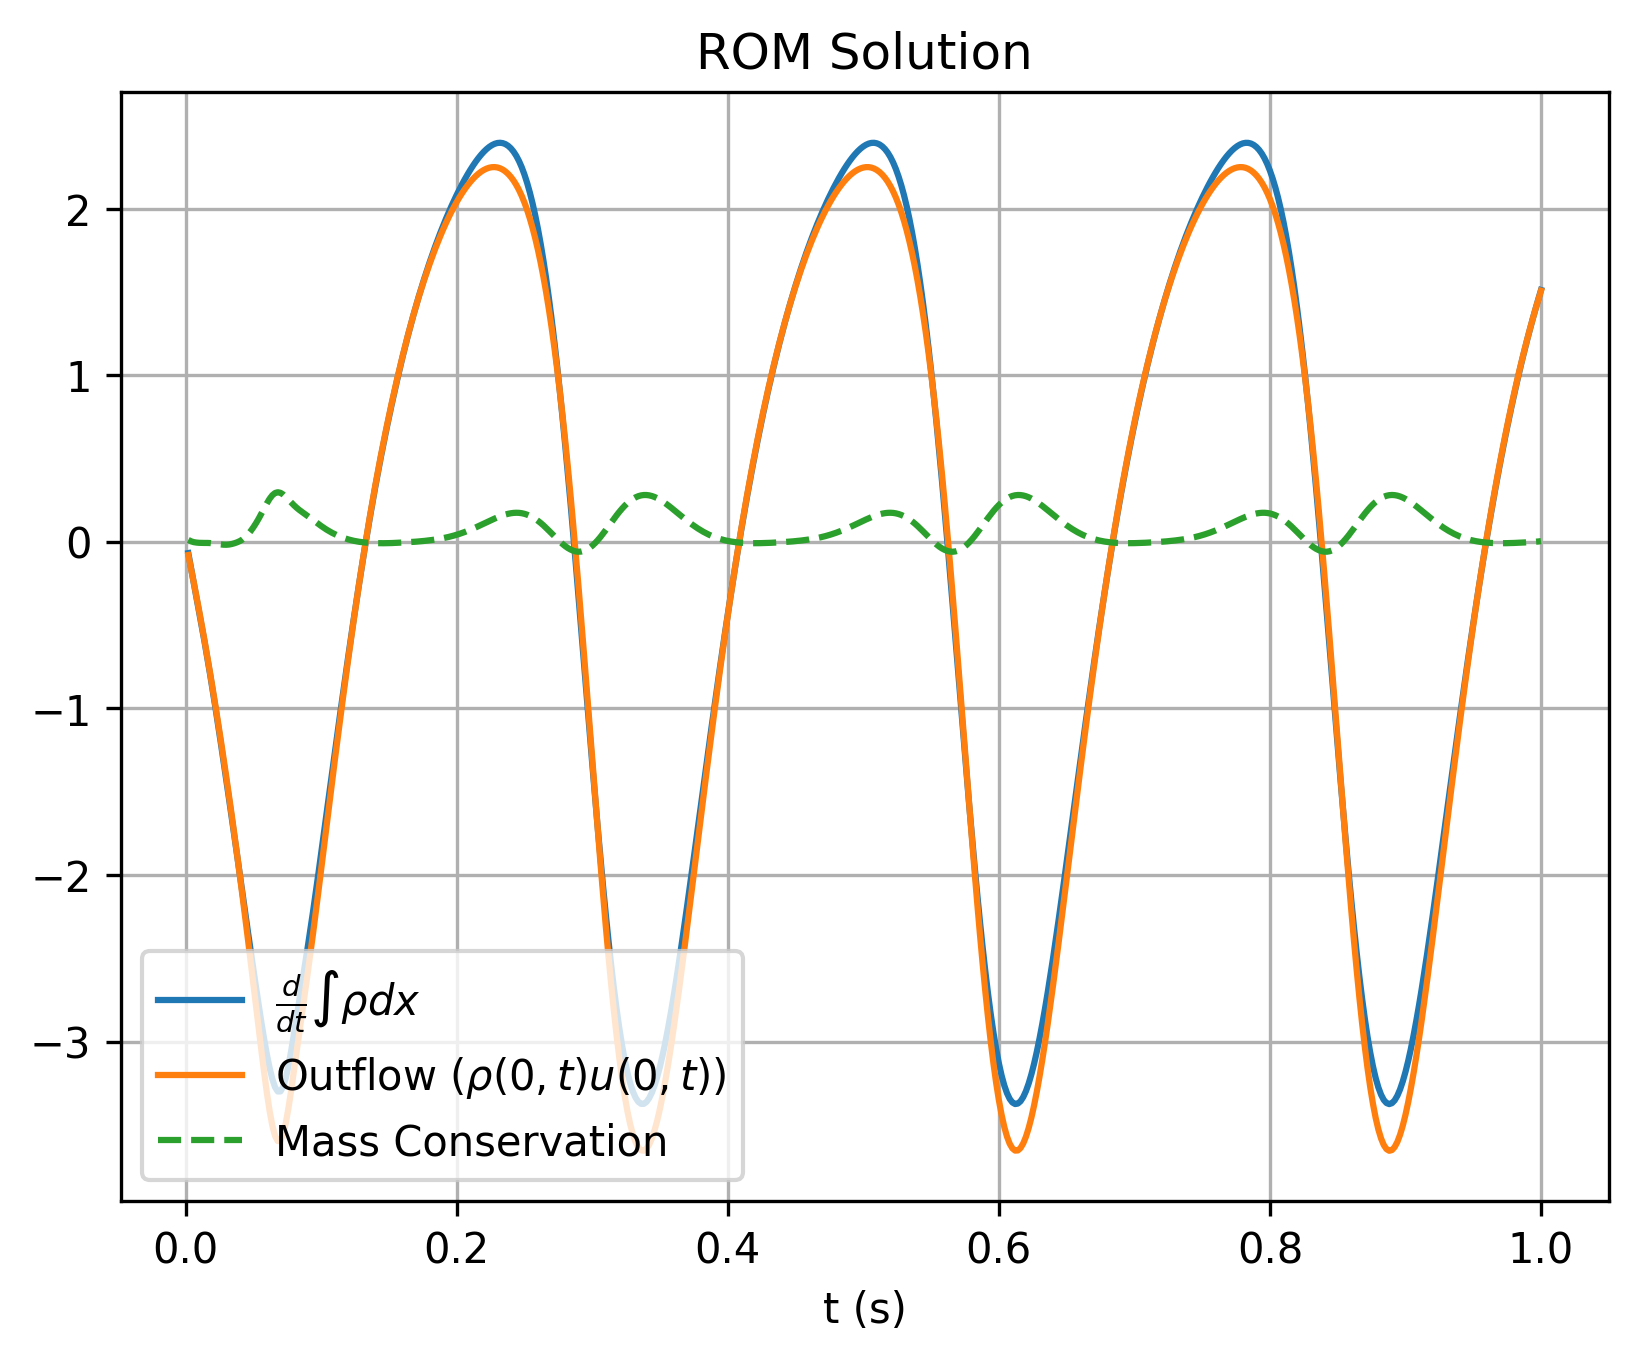 ROM Solution
2
1
0
−1
−2
−3
d/dt ∫ρdx
Outflow (ρ(0, t)u(0, t))
Mass Conservation
0.0 0.2 0.4 0.6 0.8 1.0
t (s)